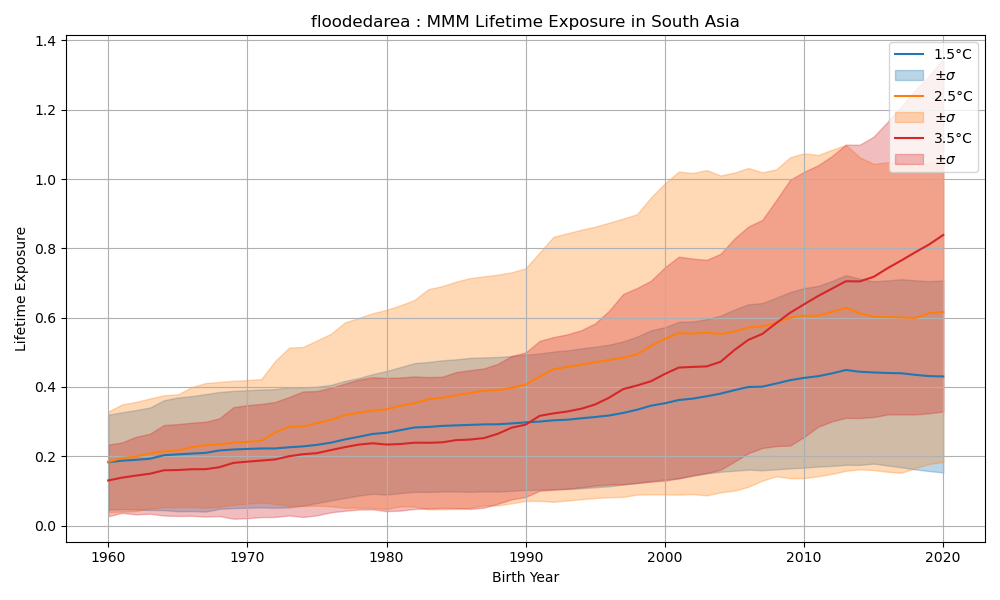 floodedarea : MMM Lifetime Exposure in South Asia
1.4
1.2
1.0
0.8
0.6
0.4
0.2
0.0
Lifetime Exposure
1.5°C
±σ
2.5°C
±σ
3.5°C
±σ
1960 1970 1980 1990 2000 2010 2020
Birth Year